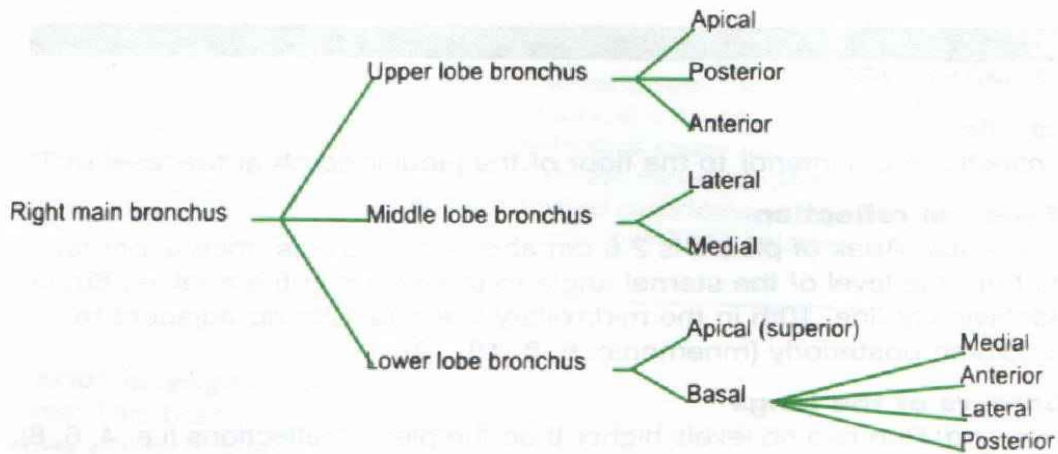 Apical
Upper lobe bronchus
Posterior
Anterior
Lateral
Right main bronchus
Middle lobe bronchus
Medial
Apical (superior)
Lower lobe bronchus
Basal
Medial
Anterior
Lateral
Posterior